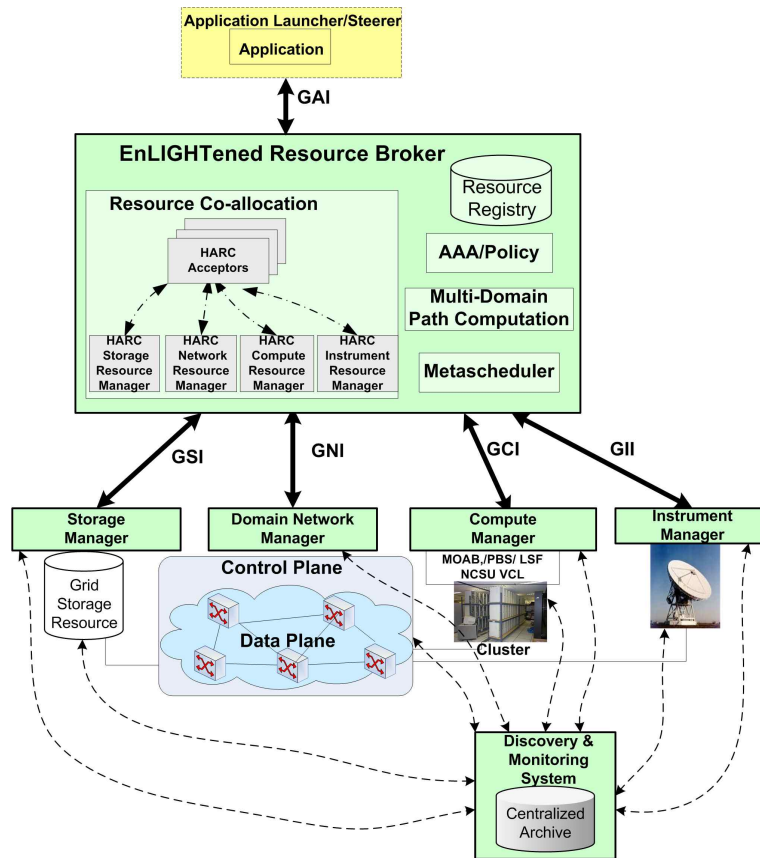 Application Launcher/Steerer
Application
GAI
EnLIGHTened Resource Broker
Resource
Registry
Resource Co-allocation
HARC
Acceptors
AAA/Policy
Multi-Domain
Path Computation
Metascheduler
HARC
Storage
Resource
Manager
HARC
Network
Resource
Manager
HARC
Compute
Resource
Manager
HARC
Instrument
Resource
Manager
GSI
GNI
GCI
GII
Storage
Manager
Domain Network
Manager
Compute
Manager
Instrument
Manager
MOAB,/PBS/ LSF
NCSU VCL
Grid
Storage
Resource
Control Plane
Data Plane
Cluster
Discovery &
Monitoring
System
Centralized
Archive